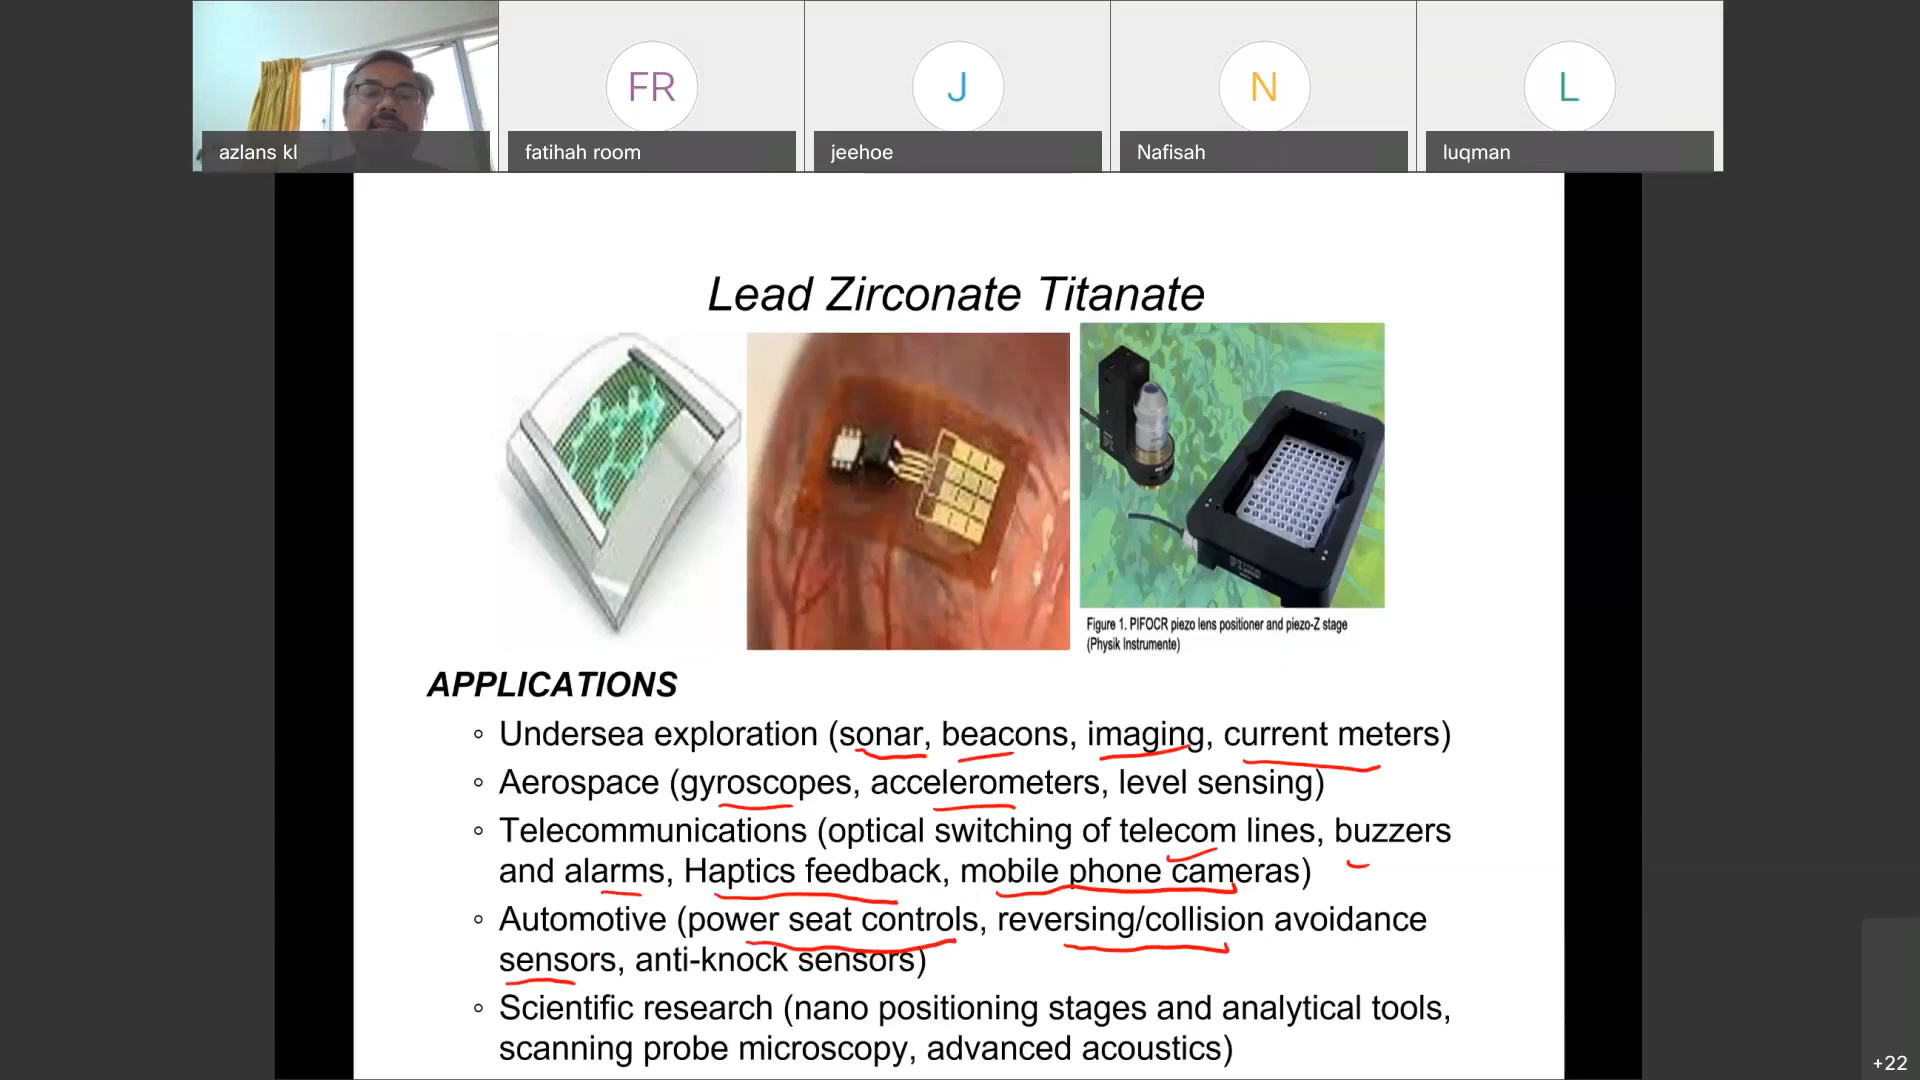 FR
J
N
L
azlans kl
fatihah room
jeehoe
Nafisah
luqman
Lead Zirconate Titanate
Figure 1. PIFOCR piezo lens positioner and piezo-Z stage
(Physik Instrumente)
APPLICATIONS
◦ Undersea exploration (sonar, beacons, imaging, current meters)
◦ Aerospace (gyroscopes, accelerometers, level sensing)
◦ Telecommunications (optical switching of telecom lines, buzzers
and alarms, Haptics feedback, mobile phone cameras)
◦ Automotive (power seat controls, reversing/collision avoidance
sensors, anti-knock sensors)
◦ Scientific research (nano positioning stages and analytical tools,
scanning probe microscopy, advanced acoustics)
+22